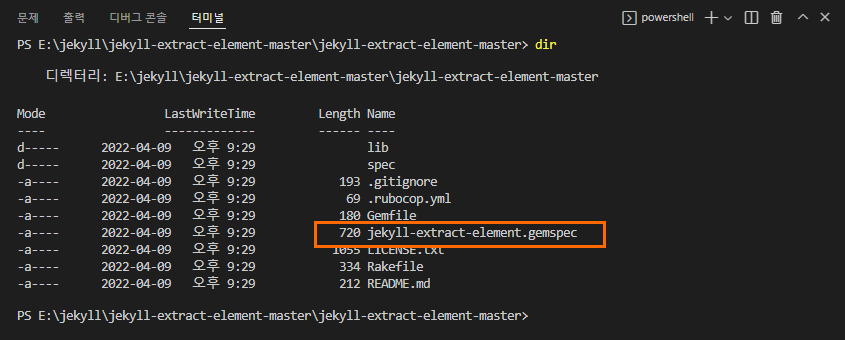 문제 출력 디버그 콘솔 터미널 powershell
PS E:\jekyll\jekyll-extract-element-master\jekyll-extract-element-master> dir
디렉터리: E:\jekyll\jekyll-extract-element-master\jekyll-extract-element-master
Mode LastWriteTime Length Name
---- ------------- ------ ----
d----- 2022-04-09 오후 9:29 lib
d----- 2022-04-09 오후 9:29 spec
-a---- 2022-04-09 오후 9:29 193 .gitignore
-a---- 2022-04-09 오후 9:29 69 .rubocop.yml
-a---- 2022-04-09 오후 9:29 180 Gemfile
-a---- 2022-04-09 오후 9:29 720 jekyll-extract-element.gemspec
-a---- 2022-04-09 오후 9:29 1055 LICENSE.txt
-a---- 2022-04-09 오후 9:29 334 Rakefile
-a---- 2022-04-09 오후 9:29 212 README.md
PS E:\jekyll\jekyll-extract-element-master\jekyll-extract-element-master>